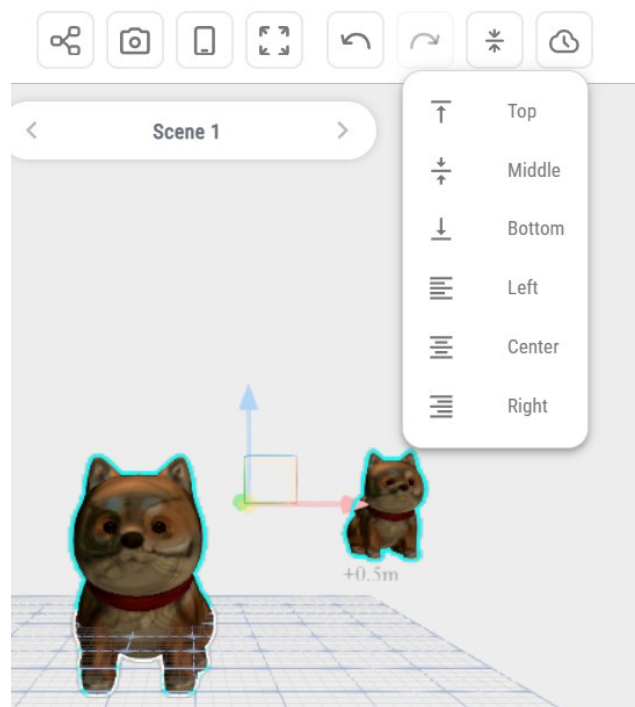 Top
Scene 1
Middle
Bottom
Left
Center
Right
+0.5m